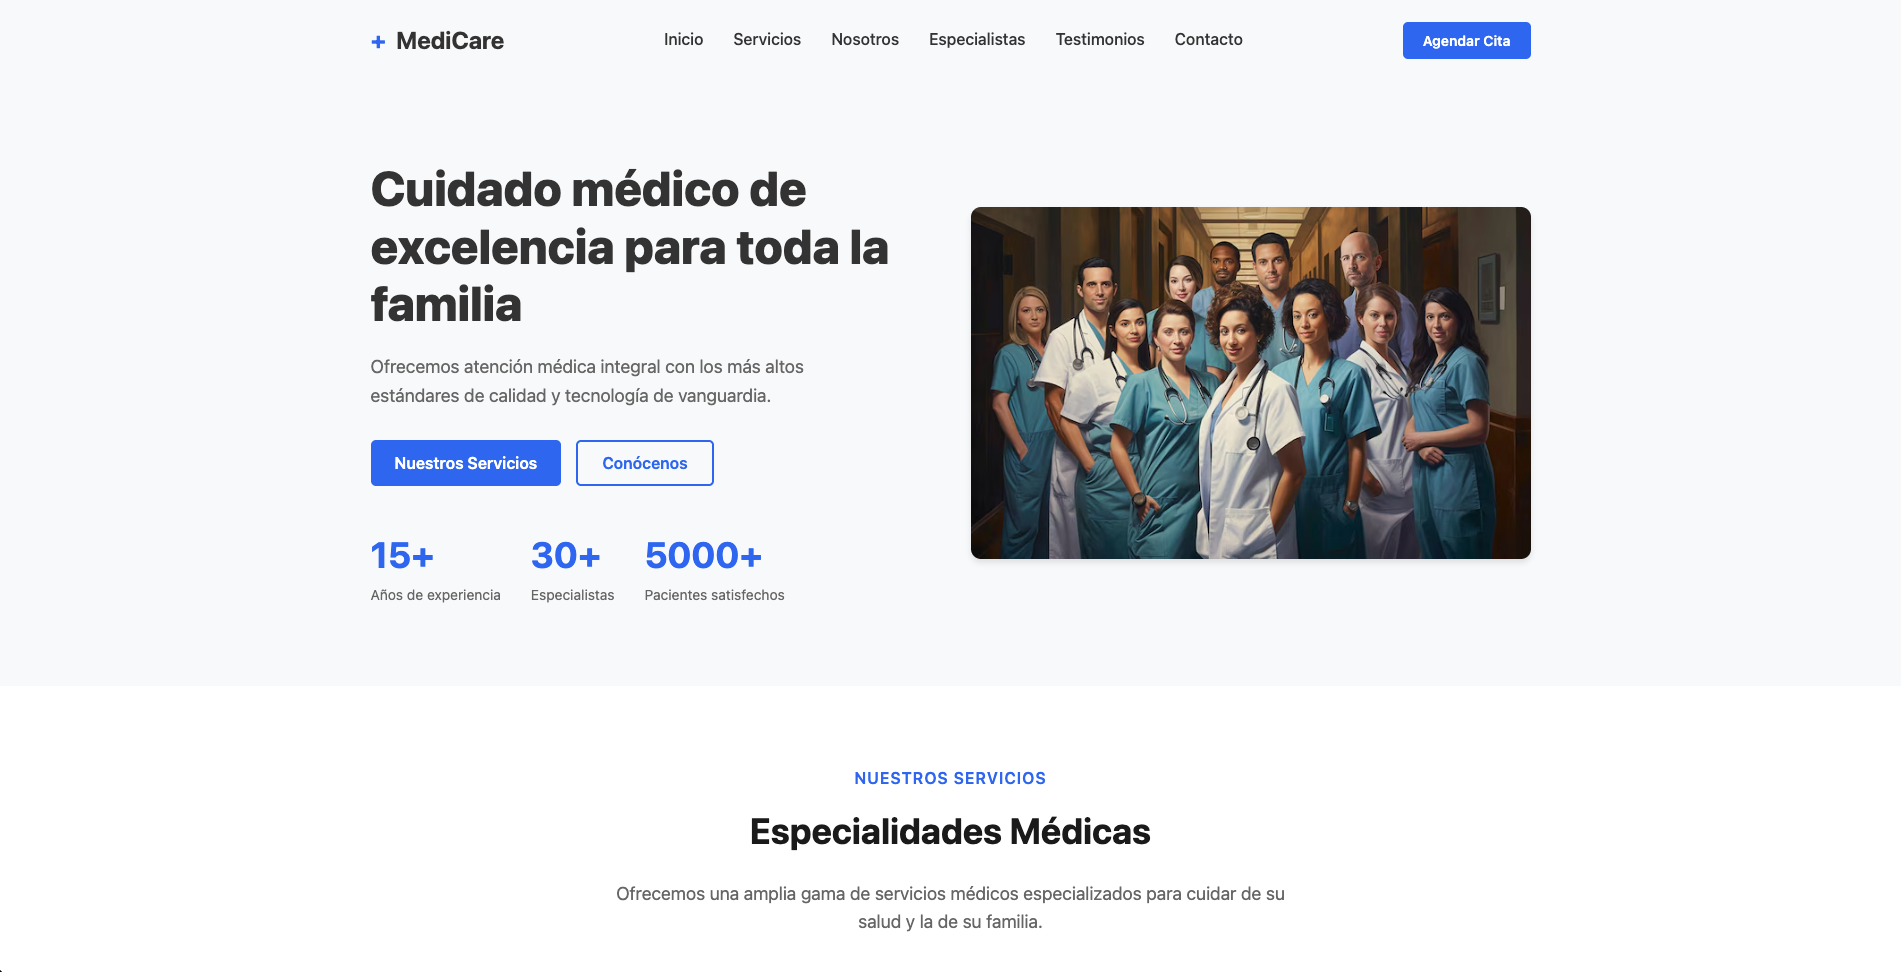 + MediCare
Inicio
Servicios
Nosotros
Especialistas
Testimonios
Contacto
Agendar Cita
Cuidado médico de
excelencia para toda la
familia
Ofrecemos atención médica integral con los más altos
estándares de calidad y tecnología de vanguardia.
Nuestros Servicios
Conócenos
15+
Años de experiencia
30+
Especialistas
5000+
Pacientes satisfechos
NUESTROS SERVICIOS
Especialidades Médicas
Ofrecemos una amplia gama de servicios médicos especializados para cuidar de su
salud y la de su familia.